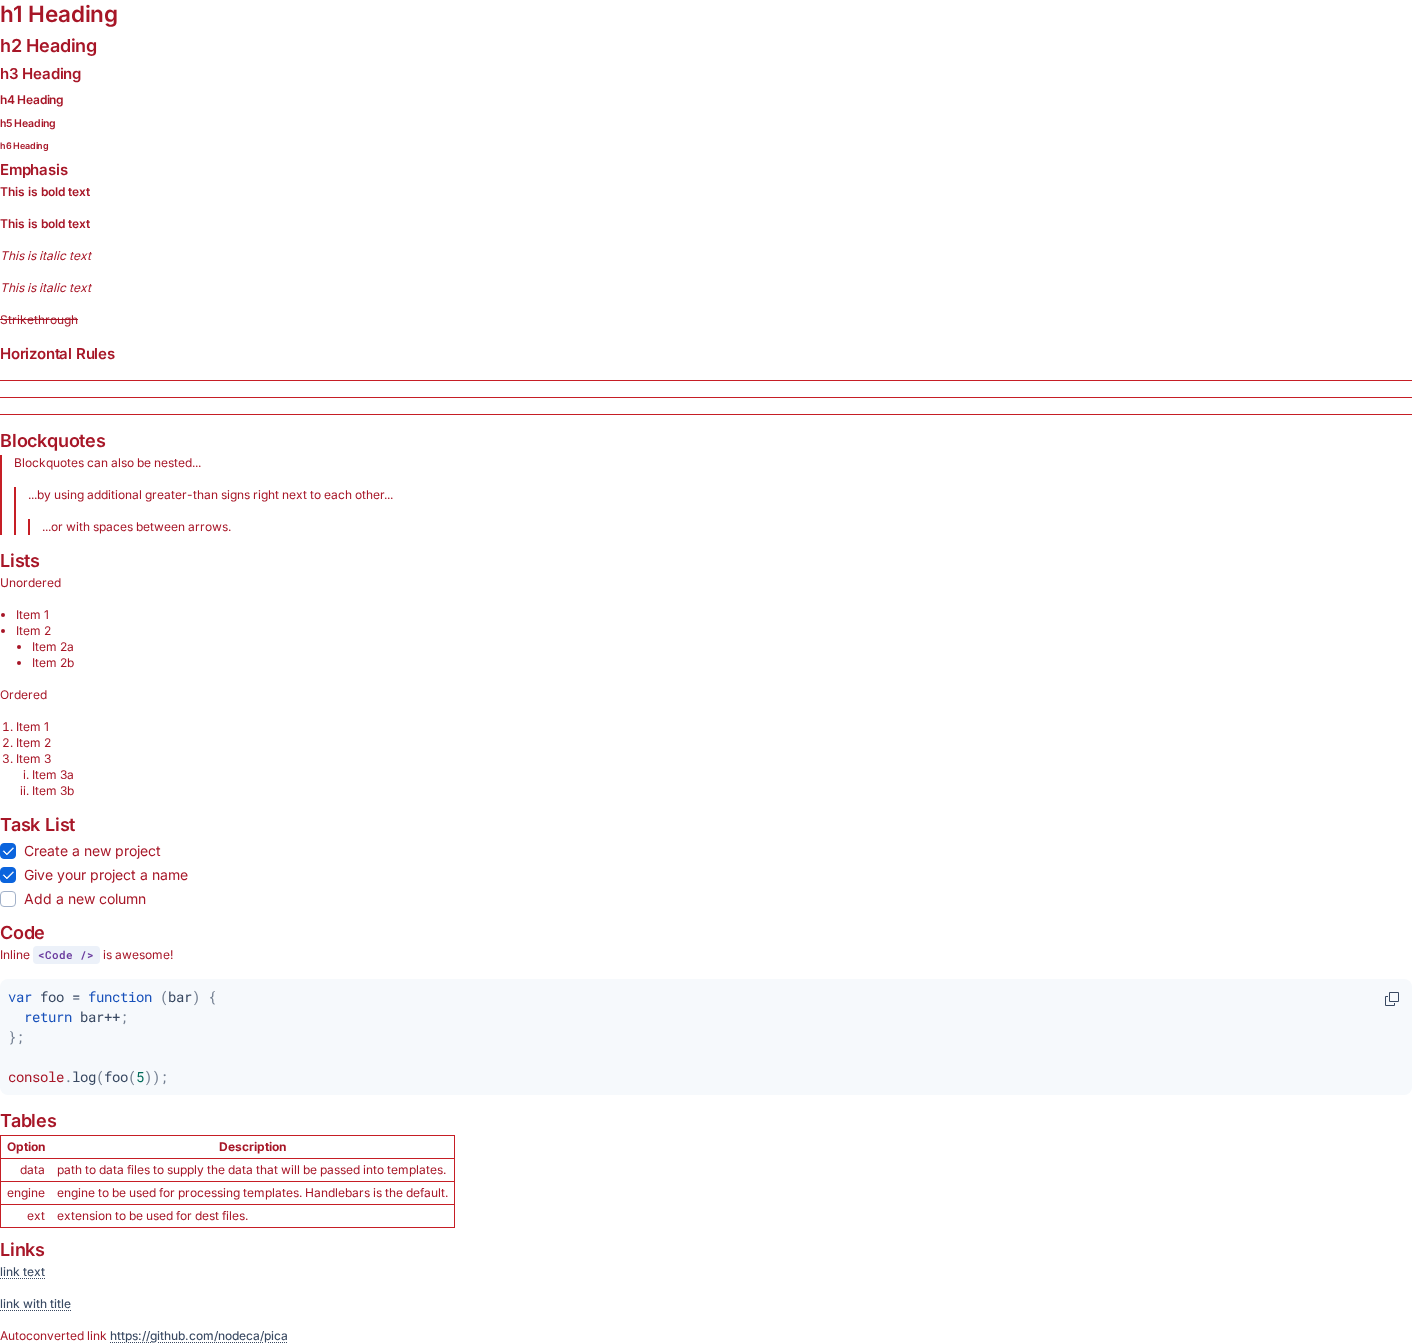 h1 Heading
h2 Heading
h3 Heading
h4 Heading
h5 Heading
h6 Heading
Emphasis
This is bold text
This is bold text
This is italic text
This is italic text
Strikethrough
Horizontal Rules
Blockquotes
Blockquotes can also be nested...
...by using additional greater-than signs right next to each other...
...or with spaces between arrows.
Lists
Unordered
• Item 1
• Item 2
• Item 2a
• Item 2b
Ordered
1. Item 1
2. Item 2
3. Item 3
i. Item 3a
ii. Item 3b
Task List
Create a new project
Give your project a name
Add a new column
Code
Inline <Code /> is awesome!
var foo = function (bar) {
  return bar++;
};
console.log(foo(5));
Tables
Option Description
data path to data files to supply the data that will be passed into templates.
engine engine to be used for processing templates. Handlebars is the default.
ext extension to be used for dest files.
Links
link text
link with title
Autoconverted link https://github.com/nodeca/pica